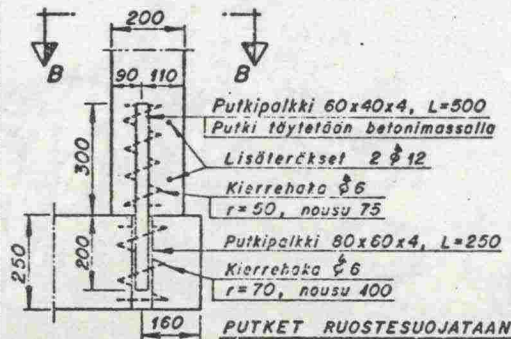 200
B
B
90 110
Putkipalkki 60x40x4, L=500
Putki täytetään betonimassalla
300
Lisäteräkset 2 ϕ 12
Kierrehaka ϕ 6
r=50, nousu 75
250
200
Putkipalkki 80x60x4, L=250
Kierrehaka ϕ 6
r=70, nousu 100
160
PUTKET RUOSTESUOJATAAN